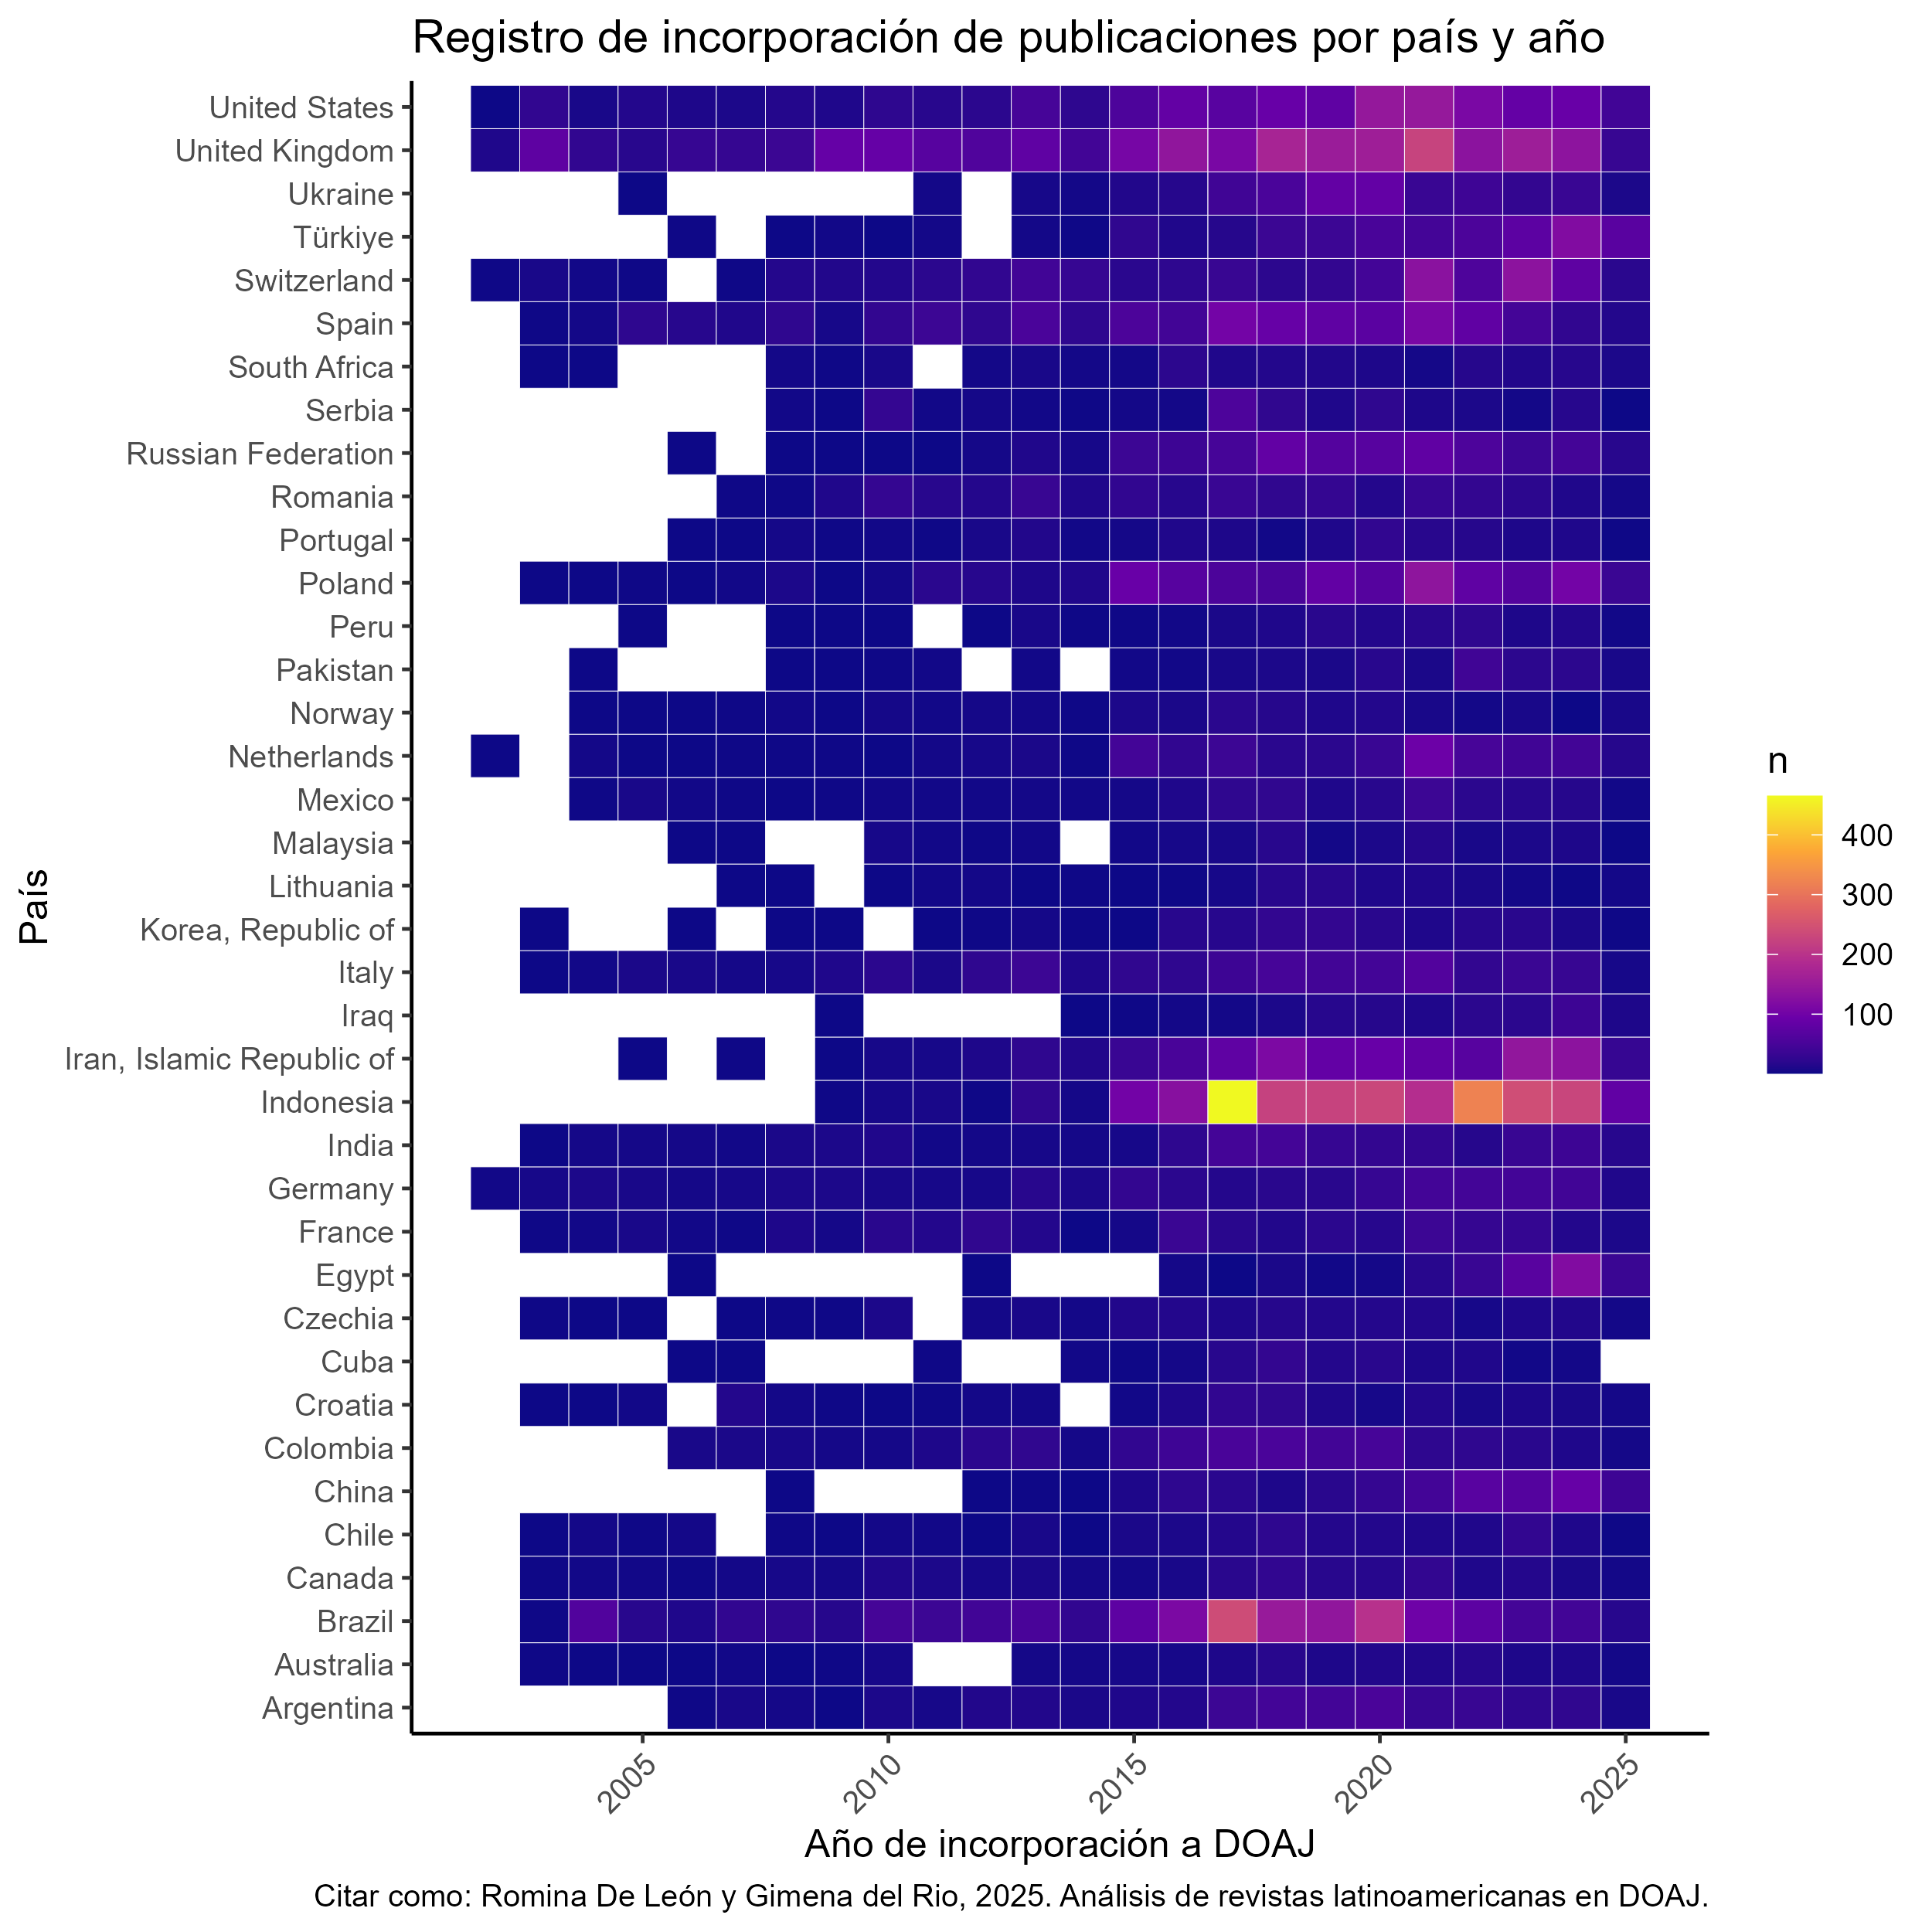 Registro de incorporación de publicaciones por país y año
United States
United Kingdom
Ukraine
Türkiye
Switzerland
Spain
South Africa
Serbia
Russian Federation
Romania
Portugal
Poland
Peru
Pakistan
Norway
Netherlands
Mexico
Malaysia
Lithuania
Korea, Republic of
Italy
Iraq
Iran, Islamic Republic of
Indonesia
India
Germany
France
Egypt
Czechia
Cuba
Croatia
Colombia
China
Chile
Canada
Brazil
Australia
Argentina
País
n
400
300
200
100
2005
2010
2015
2020
2025
Año de incorporación a DOAJ
Citar como: Romina De León y Gimena del Rio, 2025. Análisis de revistas latinoamericanas en DOAJ.